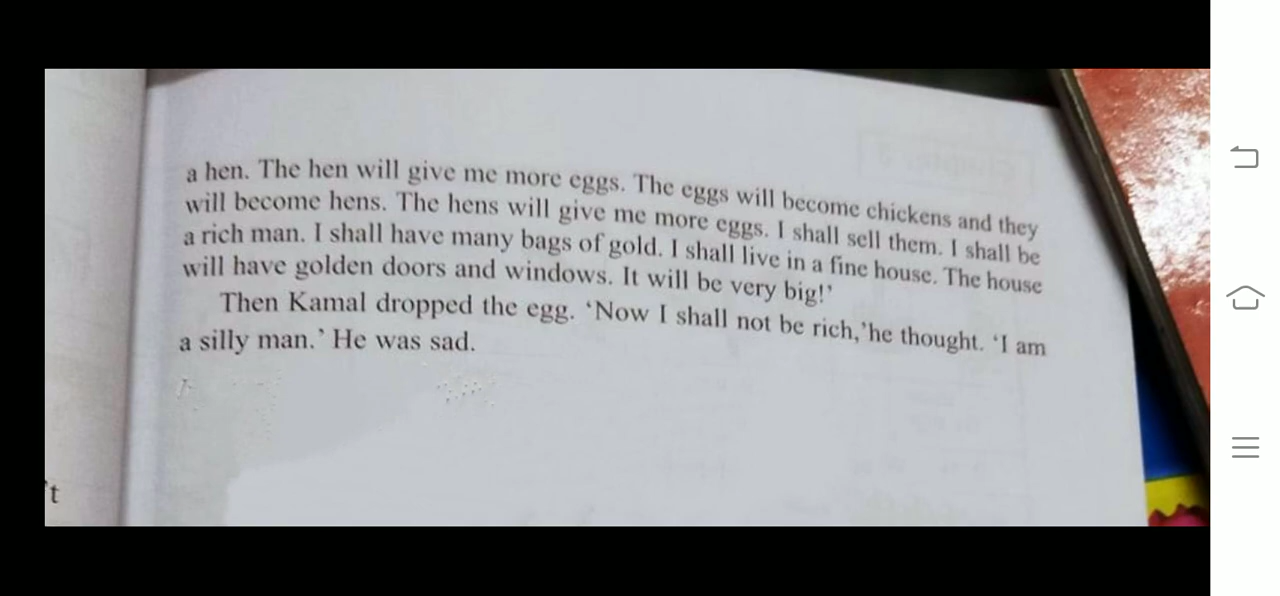 a hen. The hen will give me more eggs. The eggs will become chickens and they
will become hens. The hens will give me more eggs. I shall sell them. I shall be
a rich man. I shall have many bags of gold. I shall live in a fine house. The house
will have golden doors and windows. It will be very big!’
Then Kamal dropped the egg. ‘Now I shall not be rich,’he thought. ‘I am
a silly man.’ He was sad.
't